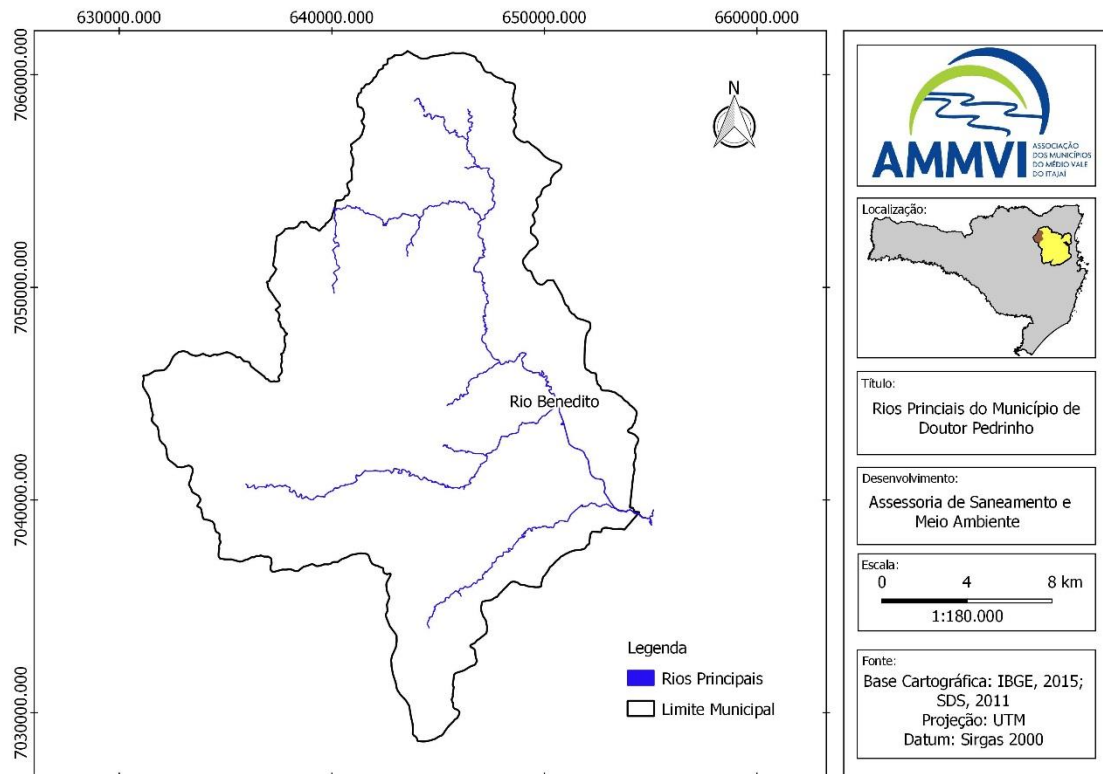 630000.000 640000.000 650000.000 660000.000
7060000.000
7050000.000
7040000.000
7030000.000
N
Rio Benedito
Legenda
Rios Principais
Limite Municipal
AMMVI
ASSOCIAÇÃO
DOS MUNICÍPIOS
DO MÉDIO VALE
DO ITAJAÍ
Localização:
Título:
Rios Princiais do Município de
Doutor Pedrinho
Desenvolvimento:
Assessoria de Saneamento e
Meio Ambiente
Escala:
0 4 8 km
1:180.000
Fonte:
Base Cartográfica: IBGE, 2015;
SDS, 2011
Projeção: UTM
Datum: Sirgas 2000